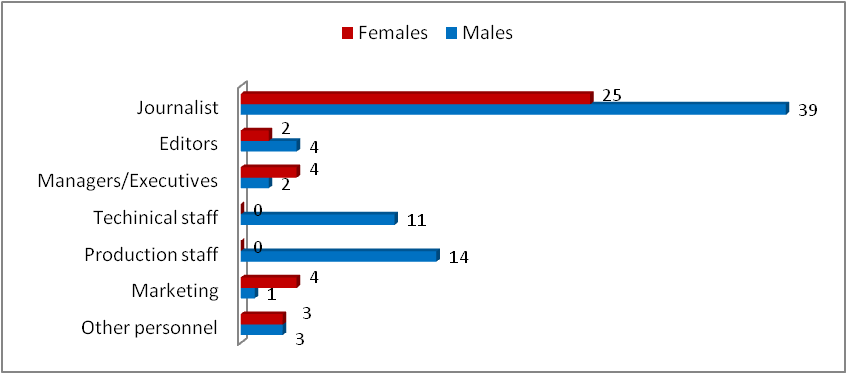 Females Males
Journalist 25
39
Editors 2
4
Managers/Executives 4
2
Techinical staff 0
11
Production staff 0
14
Marketing 4
1
Other personnel 3
3